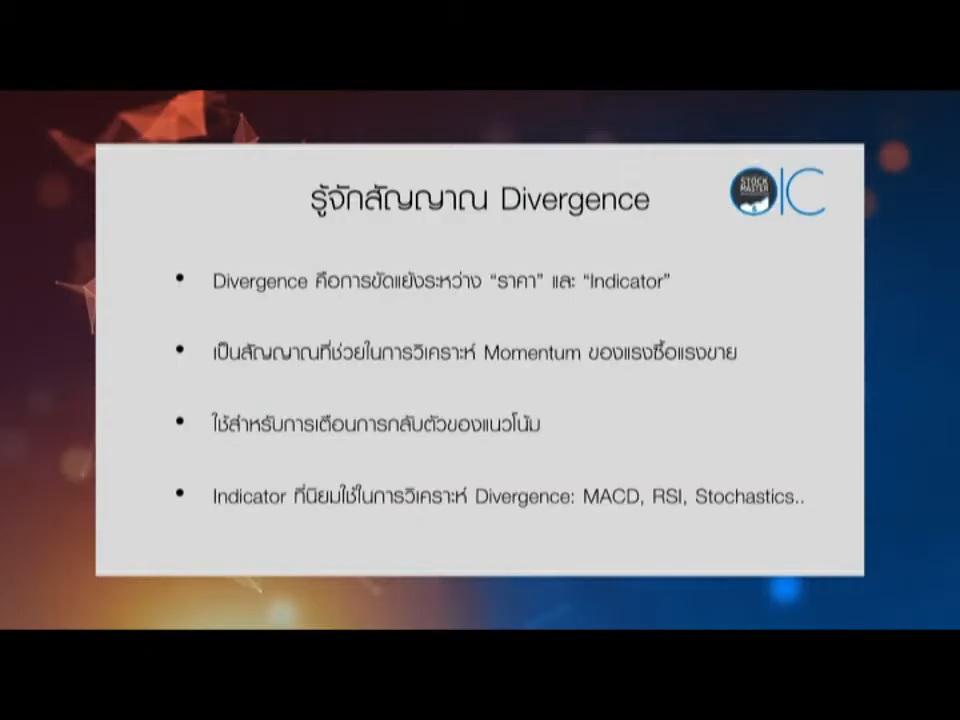 รู้จักสัญญาณ Divergence
STOCK
MASTER
OIC
• Divergence คือการขัดแย้งระหว่าง “ราคา” และ “Indicator”
• เป็นสัญญาณที่ช่วยในการวิเคราะห์ Momentum ของแรงซื้อแรงขาย
• ใช้สำหรับการเตือนการกลับตัวของแนวโน้ม
• Indicator ที่นิยมใช้ในการวิเคราะห์ Divergence: MACD, RSI, Stochastics..